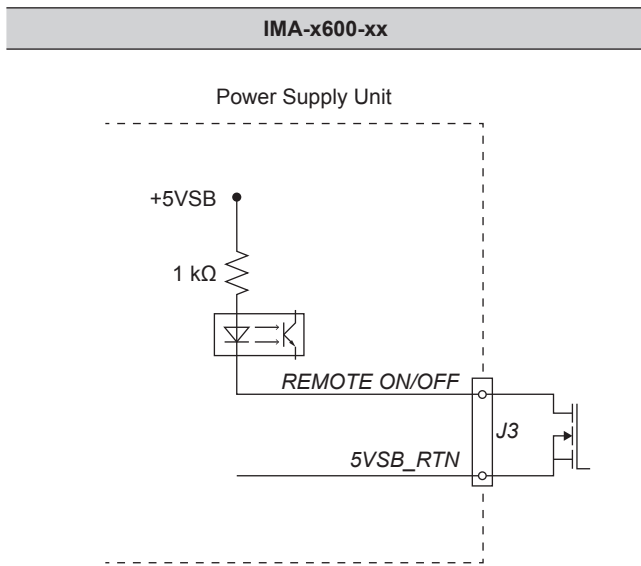 IMA-x600-xx
Power Supply Unit
+5VSB
1 kΩ
REMOTE ON/OFF
J3
5VSB_RTN